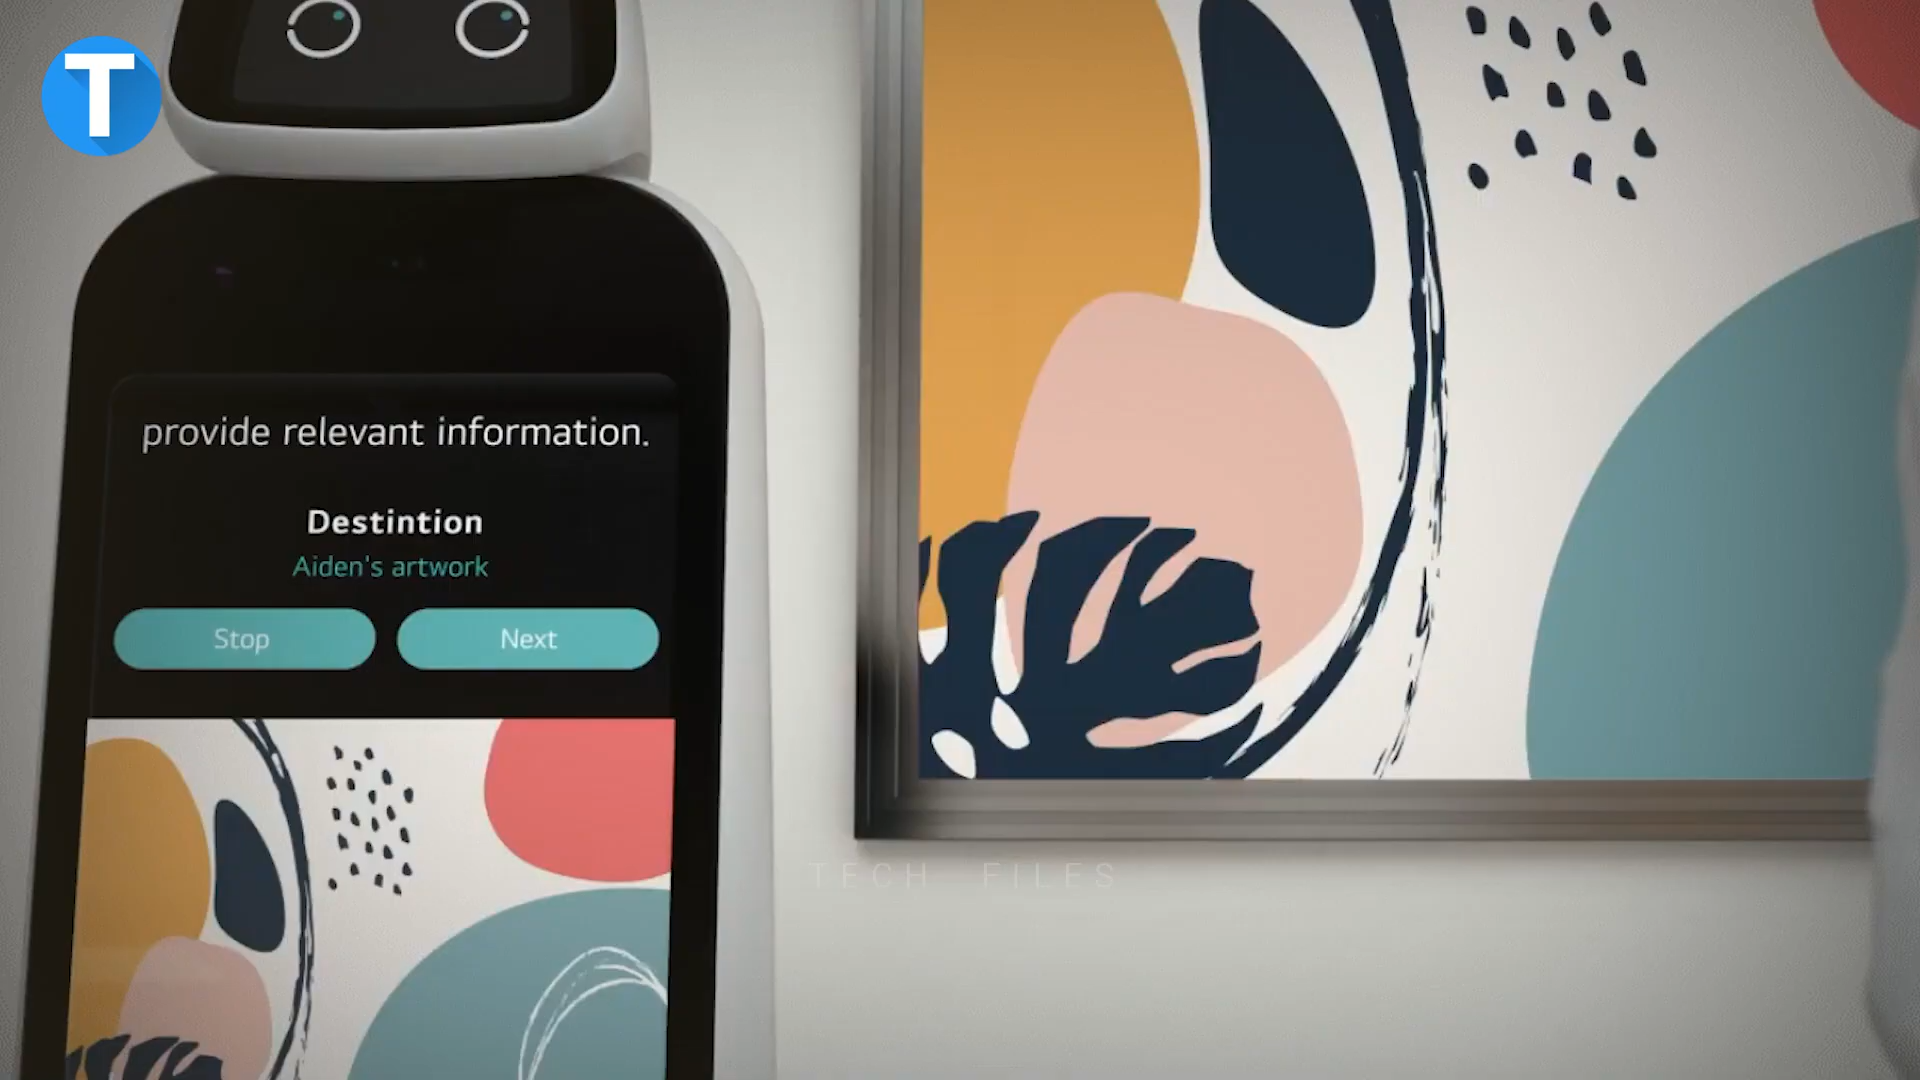 T
provide relevant information.
Destintion
Aiden's artwork
Stop
Next
TECH FILES